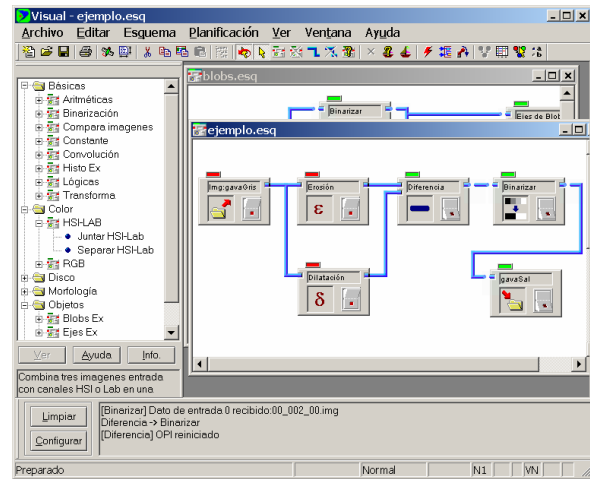 Visual - ejemplo.esq
Archivo Editar Esquema Planificación Ver Ventana Ayuda
Básicas
Aritméticas
Binarización
Compara imagenes
Constante
Convolución
Histo Ex
Lógicas
Transforma
Color
HSI-LAB
Juntar HSI-Lab
Separar HSI-Lab
RGB
Disco
Morfología
Objetos
Blobs Ex
Ejes Ex
Ver Ayuda Info.
Combina tres imagenes entrada
con canales HSI o Lab en una
blobs.esq
Binarizar
Ejes de Blob
ejemplo.esq
Img:gavaGris Erosión Diferencia Binarizar
ε
Dilatación gavaSal
δ
Limpiar
Configurar
[Binarizar] Dato de entrada 0 recibido:00_002_00.img
Diferencia -> Binarizar
[Diferencia] OPI reiniciado
Preparado Normal N1 VN